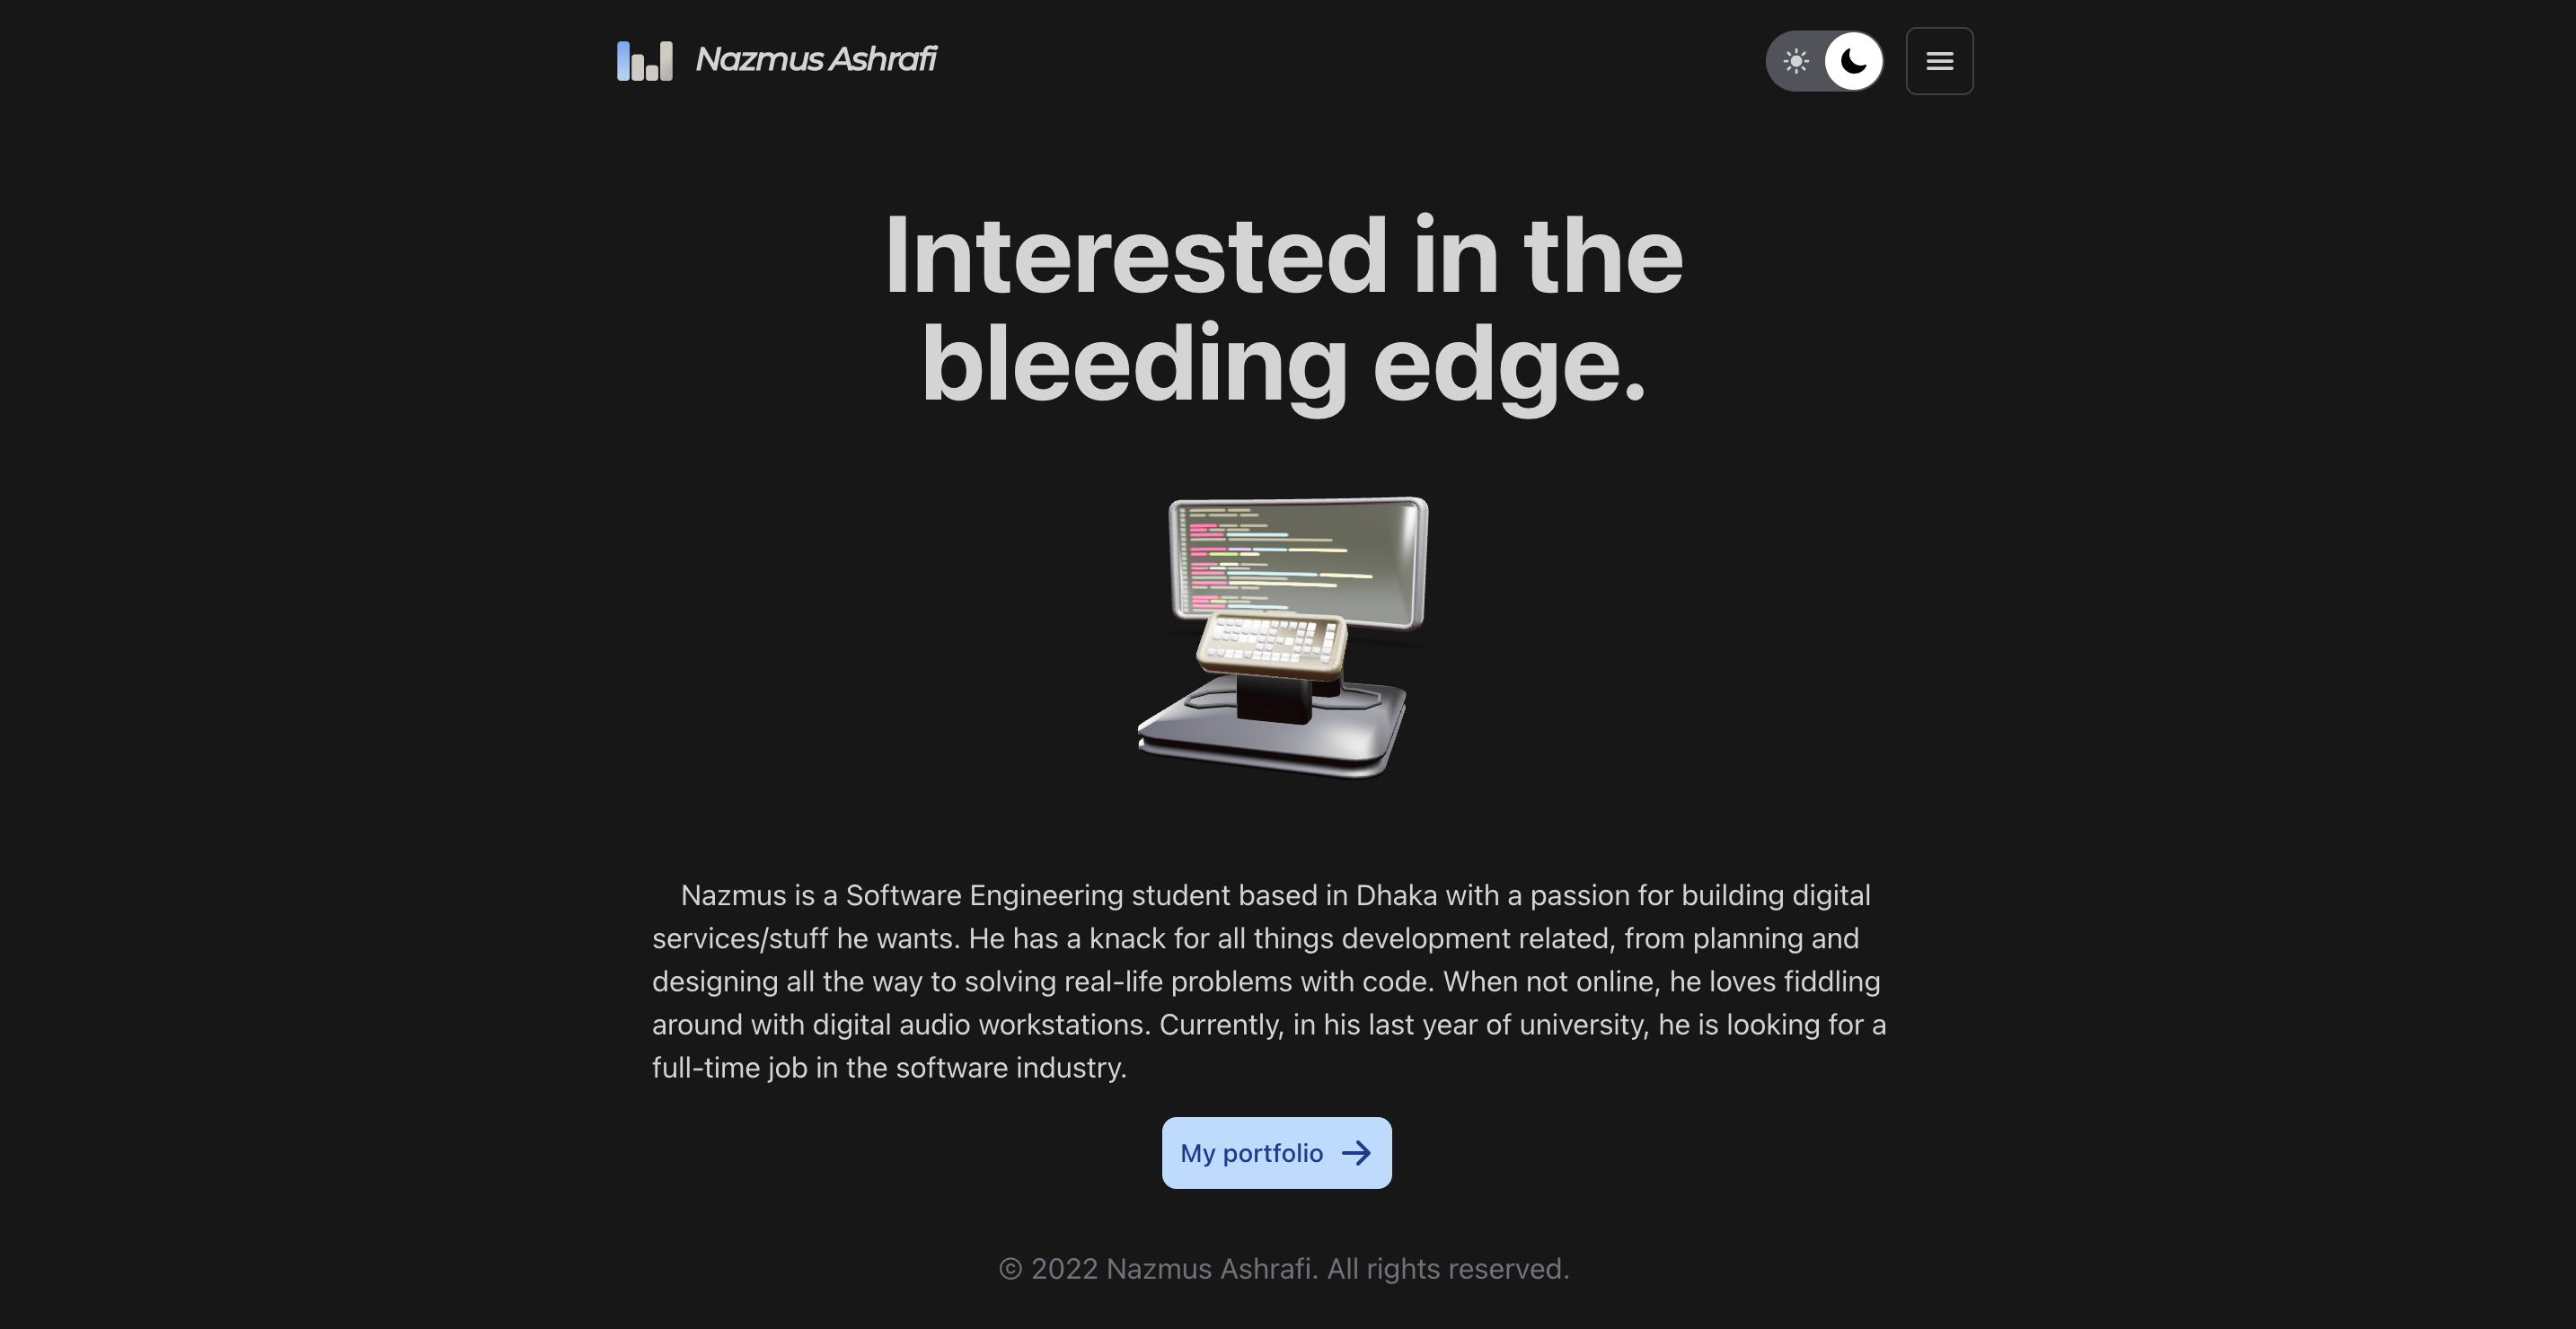 Nazmus Ashrafi
Interested in the
bleeding edge.
Nazmus is a Software Engineering student based in Dhaka with a passion for building digital
services/stuff he wants. He has a knack for all things development related, from planning and
designing all the way to solving real-life problems with code. When not online, he loves fiddling
around with digital audio workstations. Currently, in his last year of university, he is looking for a
full-time job in the software industry.
My portfolio
© 2022 Nazmus Ashrafi. All rights reserved.